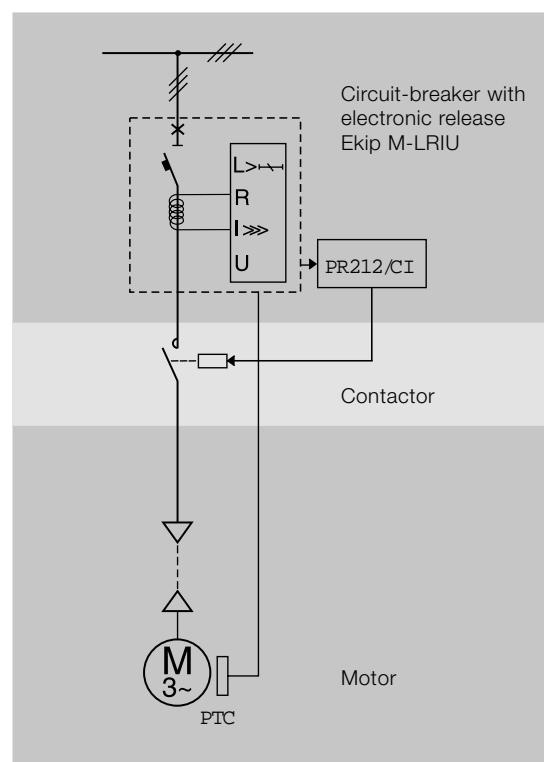 Circuit-breaker with
electronic release
Ekip M-LRIU
L>
R
I>>>
U
PR212/CI
Contactor
M
3~
PTC
Motor